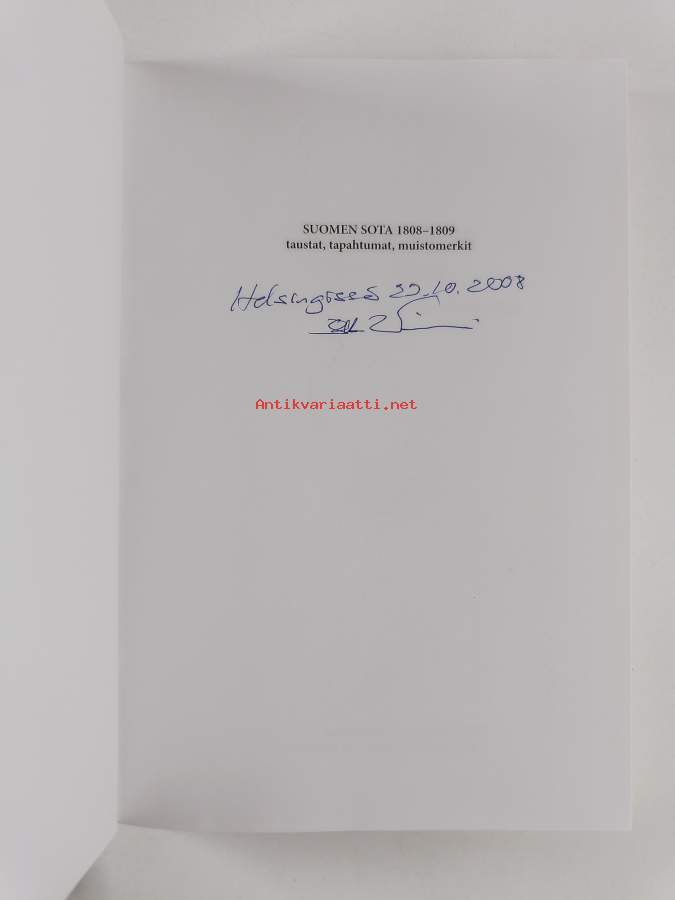 SUOMEN SOTA 1808–1809
taustat, tapahtumat, muistomerkit
Helsingissä 22.10.2008
Antikvariaatti.net